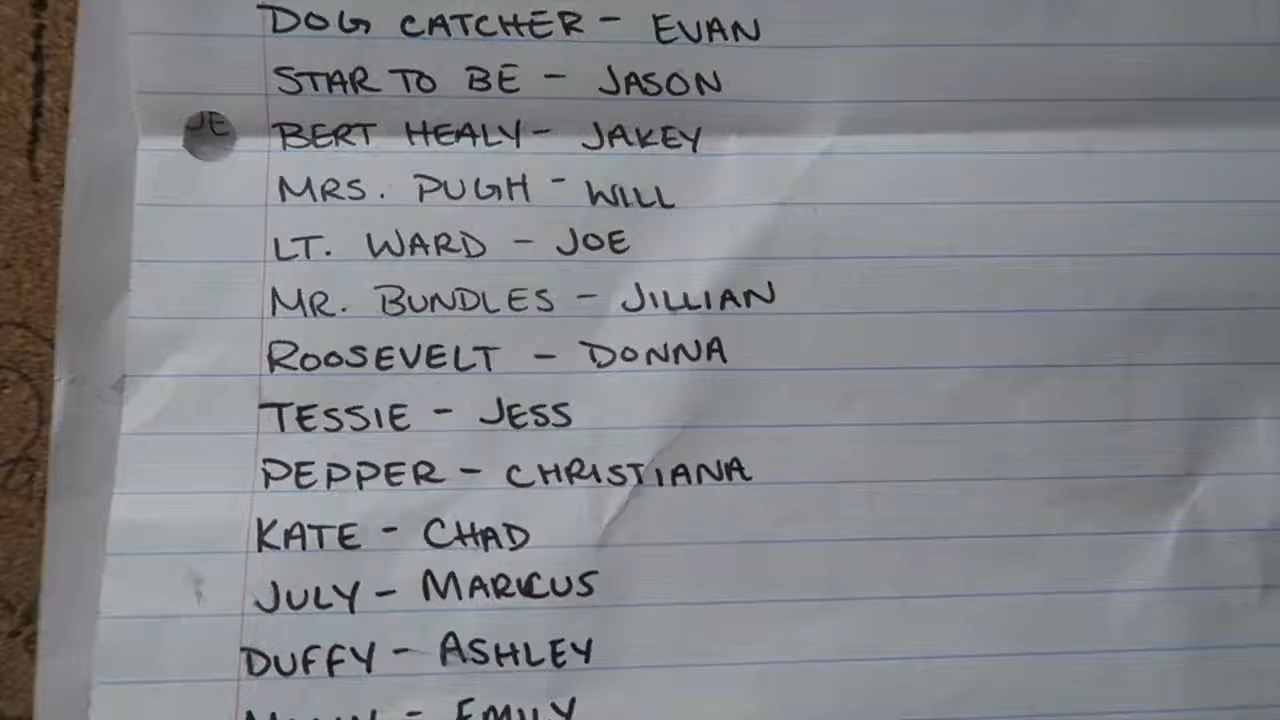 DOG CATCHER - EVAN
STAR TO BE - JASON
JE
BERT HEALY - JAKEY
MRS. PUGH - WILL
LT. WARD - JOE
MR. BUNDLES - JILLIAN
ROOSEVELT - DONNA
TESSIE - JESS
PEPPER - CHRISTIANA
KATE - CHAD
JULY - MARCUS
DUFFY - ASHLEY
- EMILY